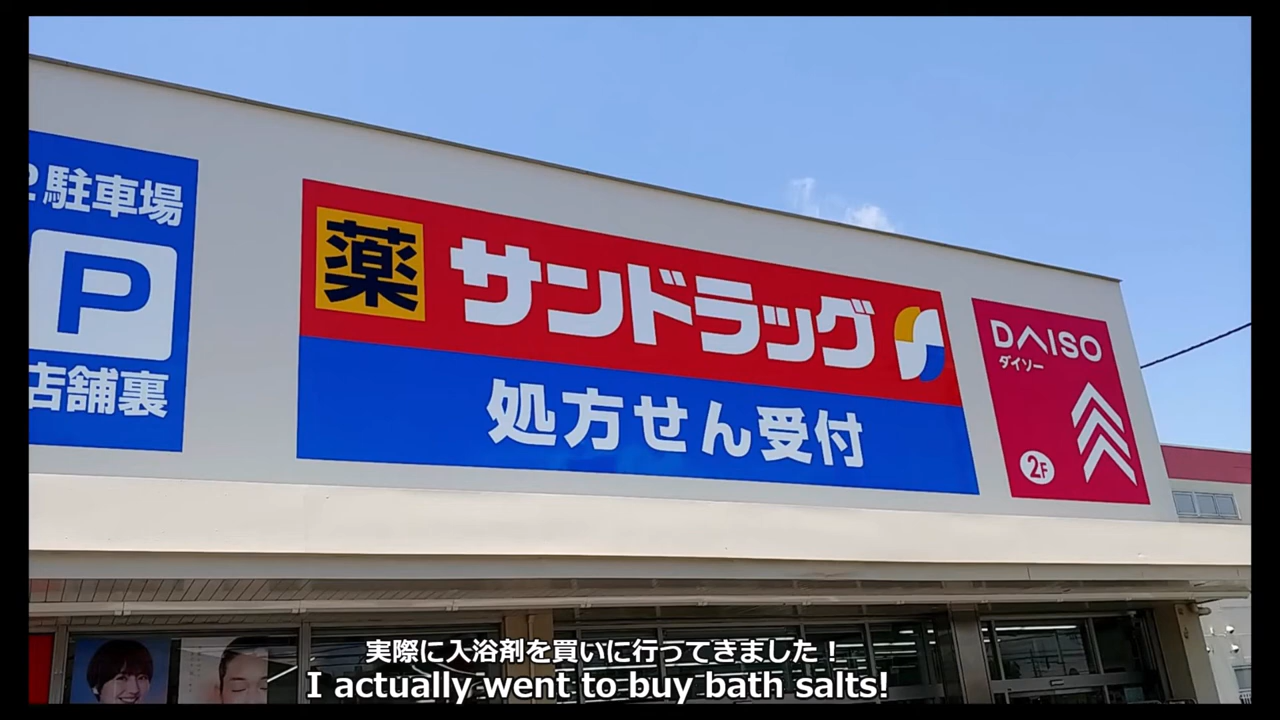 駐車場
P
店舗裏
薬 サンドラッグ
処方せん受付
DAISO
ダイソー
2F
実際に入浴剤を買いに行ってきました！
I actually went to buy bath salts!